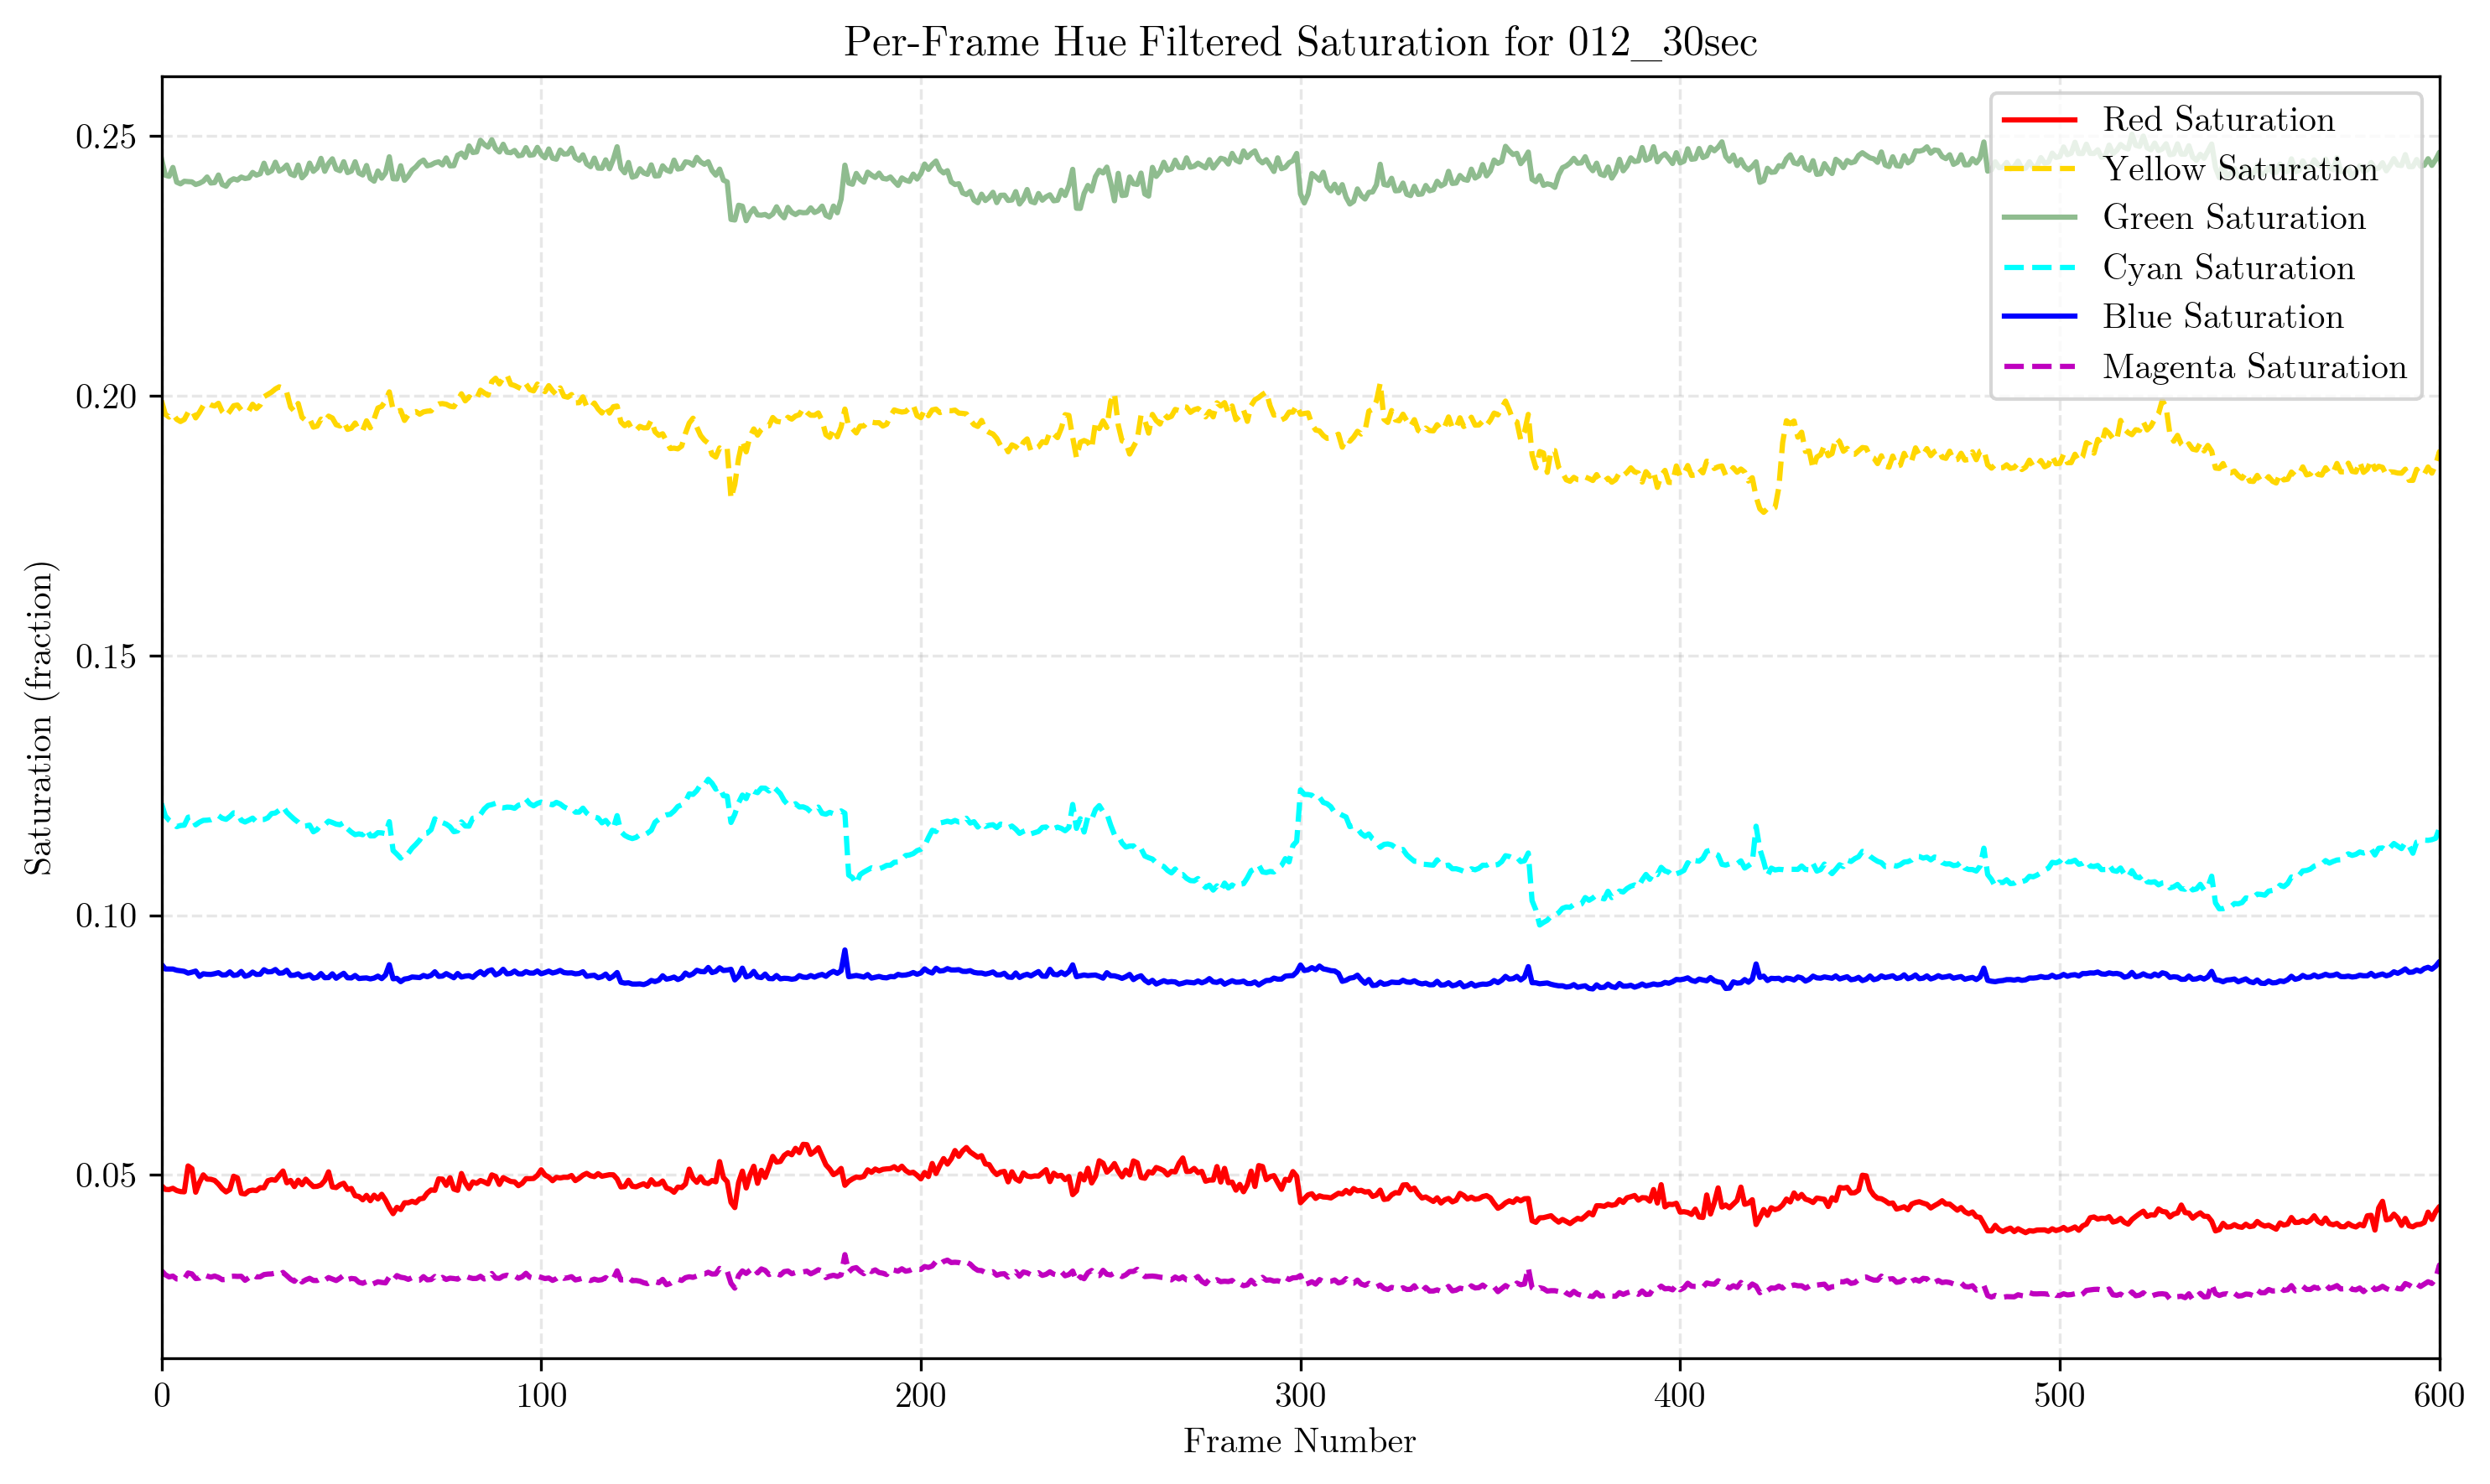 Per-Frame Hue Filtered Saturation for 012__30sec
Saturation (fraction)
0.25
0.20
0.15
0.10
0.05
Red Saturation
Yellow Saturation
Green Saturation
Cyan Saturation
Blue Saturation
Magenta Saturation
0 100 200 300 400 500 600
Frame Number